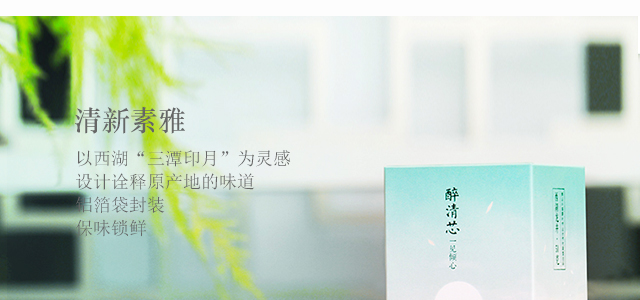 清新素雅
以西湖“三潭印月”为灵感
设计诠释原产地的味道
铝箔袋封装
保味锁鲜
醉清芯
一见倾心